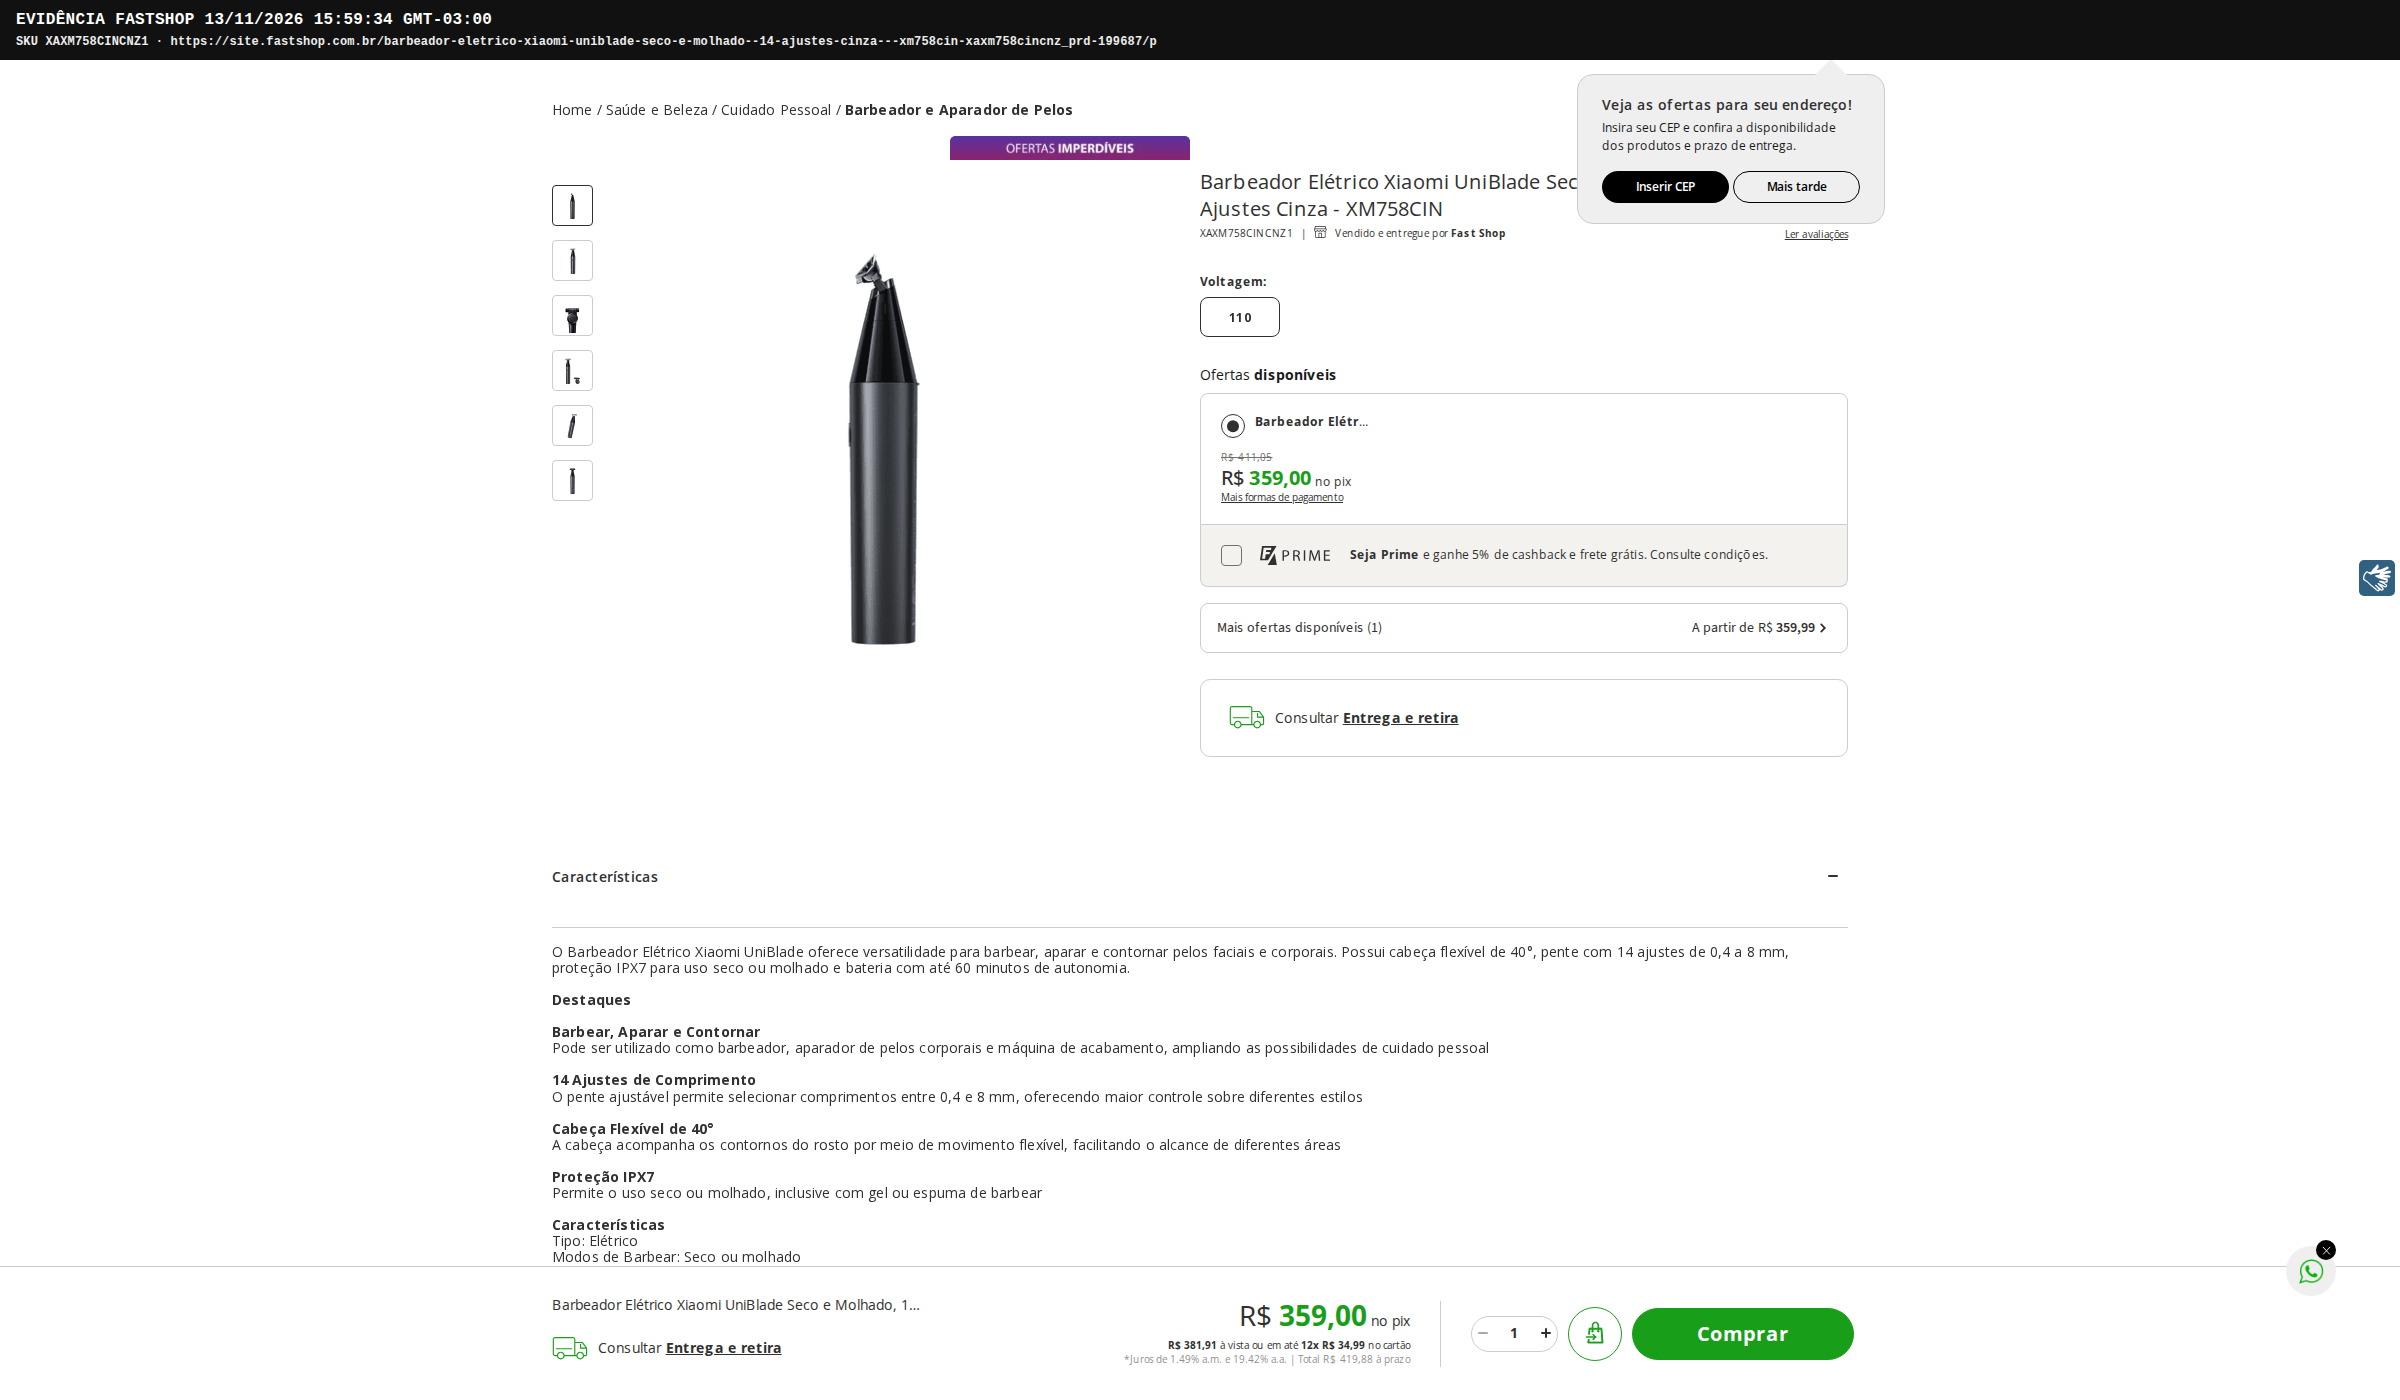 EVIDÊNCIA FASTSHOP 13/11/2026 15:59:34 GMT-03:00
SKU XAXM758CINCNZ1 · https://site.fastshop.com.br/barbeador-eletrico-xiaomi-uniblade-seco-e-molhado--14-ajustes-cinza---xm758cin-xaxm758cincnz_prd-199687/p
Home / Saúde e Beleza / Cuidado Pessoal / Barbeador e Aparador de Pelos
Veja as ofertas para seu endereço!
Insira seu CEP e confira a disponibilidade
dos produtos e prazo de entrega.
Inserir CEP
Mais tarde
OFERTAS IMPERDÍVEIS
Barbeador Elétrico Xiaomi UniBlade Sec
Ajustes Cinza - XM758CIN
XAXM758CINCNZ1 | Vendido e entregue por Fast Shop
Ler avaliações
Voltagem:
110
Ofertas disponíveis
Barbeador Elétr...
R$ 411,05
R$ 359,00 no pix
Mais formas de pagamento
PRIME Seja Prime e ganhe 5% de cashback e frete grátis. Consulte condições.
Mais ofertas disponíveis (1)
A partir de R$ 359,99
Consultar Entrega e retira
Características
O Barbeador Elétrico Xiaomi UniBlade oferece versatilidade para barbear, aparar e contornar pelos faciais e corporais. Possui cabeça flexível de 40°, pente com 14 ajustes de 0,4 a 8 mm,
proteção IPX7 para uso seco ou molhado e bateria com até 60 minutos de autonomia.
Destaques
Barbear, Aparar e Contornar
Pode ser utilizado como barbeador, aparador de pelos corporais e máquina de acabamento, ampliando as possibilidades de cuidado pessoal
14 Ajustes de Comprimento
O pente ajustável permite selecionar comprimentos entre 0,4 e 8 mm, oferecendo maior controle sobre diferentes estilos
Cabeça Flexível de 40°
A cabeça acompanha os contornos do rosto por meio de movimento flexível, facilitando o alcance de diferentes áreas
Proteção IPX7
Permite o uso seco ou molhado, inclusive com gel ou espuma de barbear
Características
Tipo: Elétrico
Modos de Barbear: Seco ou molhado
Barbeador Elétrico Xiaomi UniBlade Seco e Molhado, 1...
Consultar Entrega e retira
R$ 359,00 no pix
R$ 381,91 à vista ou em até 12x R$ 34,99 no cartão
*Juros de 1.49% a.m. e 19.42% a.a. | Total R$ 419,88 à prazo
1
Comprar